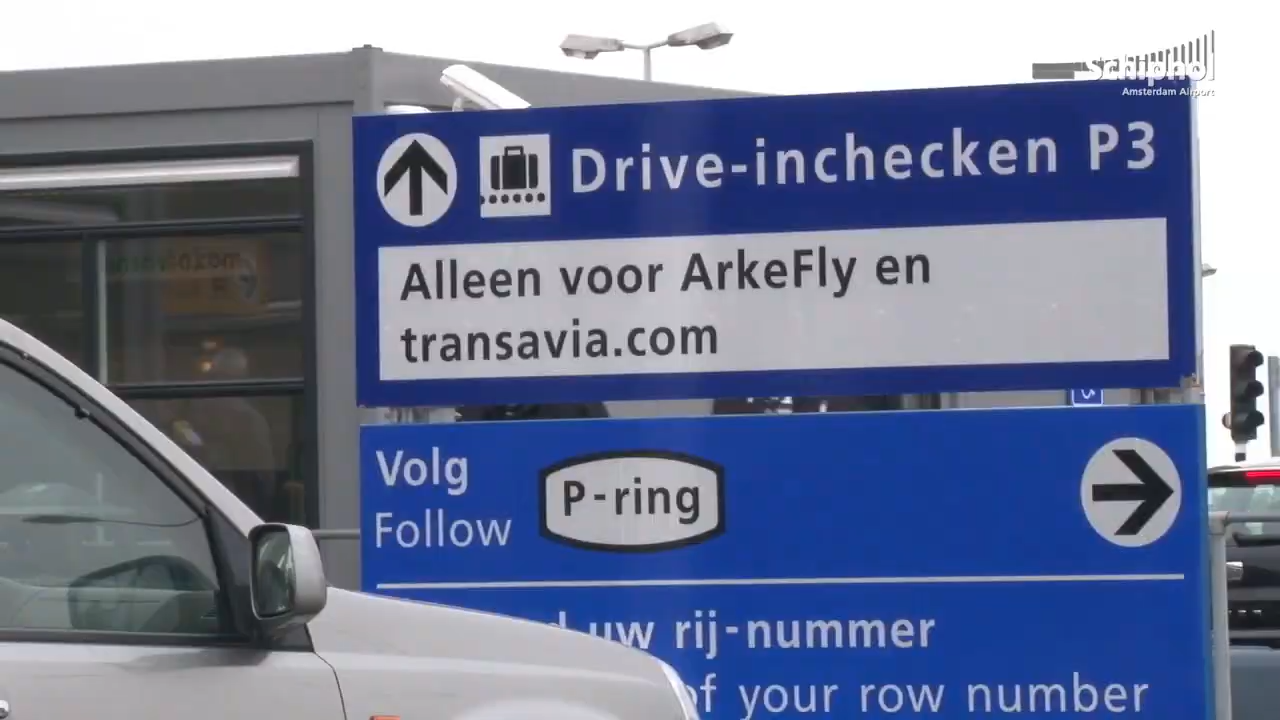 Schiphol
Amsterdam Airport
Drive-inchecken P3
Alleen voor ArkeFly en
transavia.com
Volg
Follow
P-ring
uw rij-nummer
of your row number